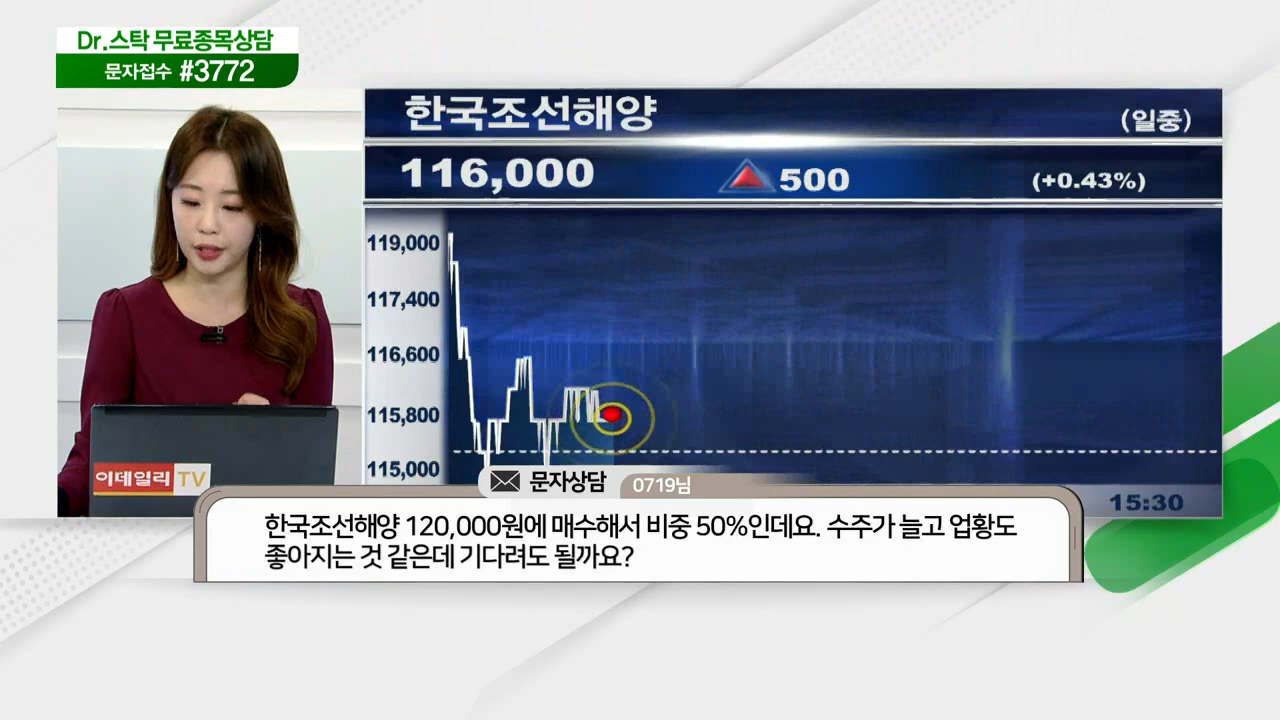 Dr.스탁 무료종목상담
문자접수 #3772
한국조선해양 (일중)
116,000 500 (+0.43%)
119,000
117,400
116,600
115,800
115,000
15:30
이데일리 TV
문자상담 0719님
한국조선해양 120,000원에 매수해서 비중 50%인데요. 수주가 늘고 업황도
좋아지는 것 같은데 기다려도 될까요?